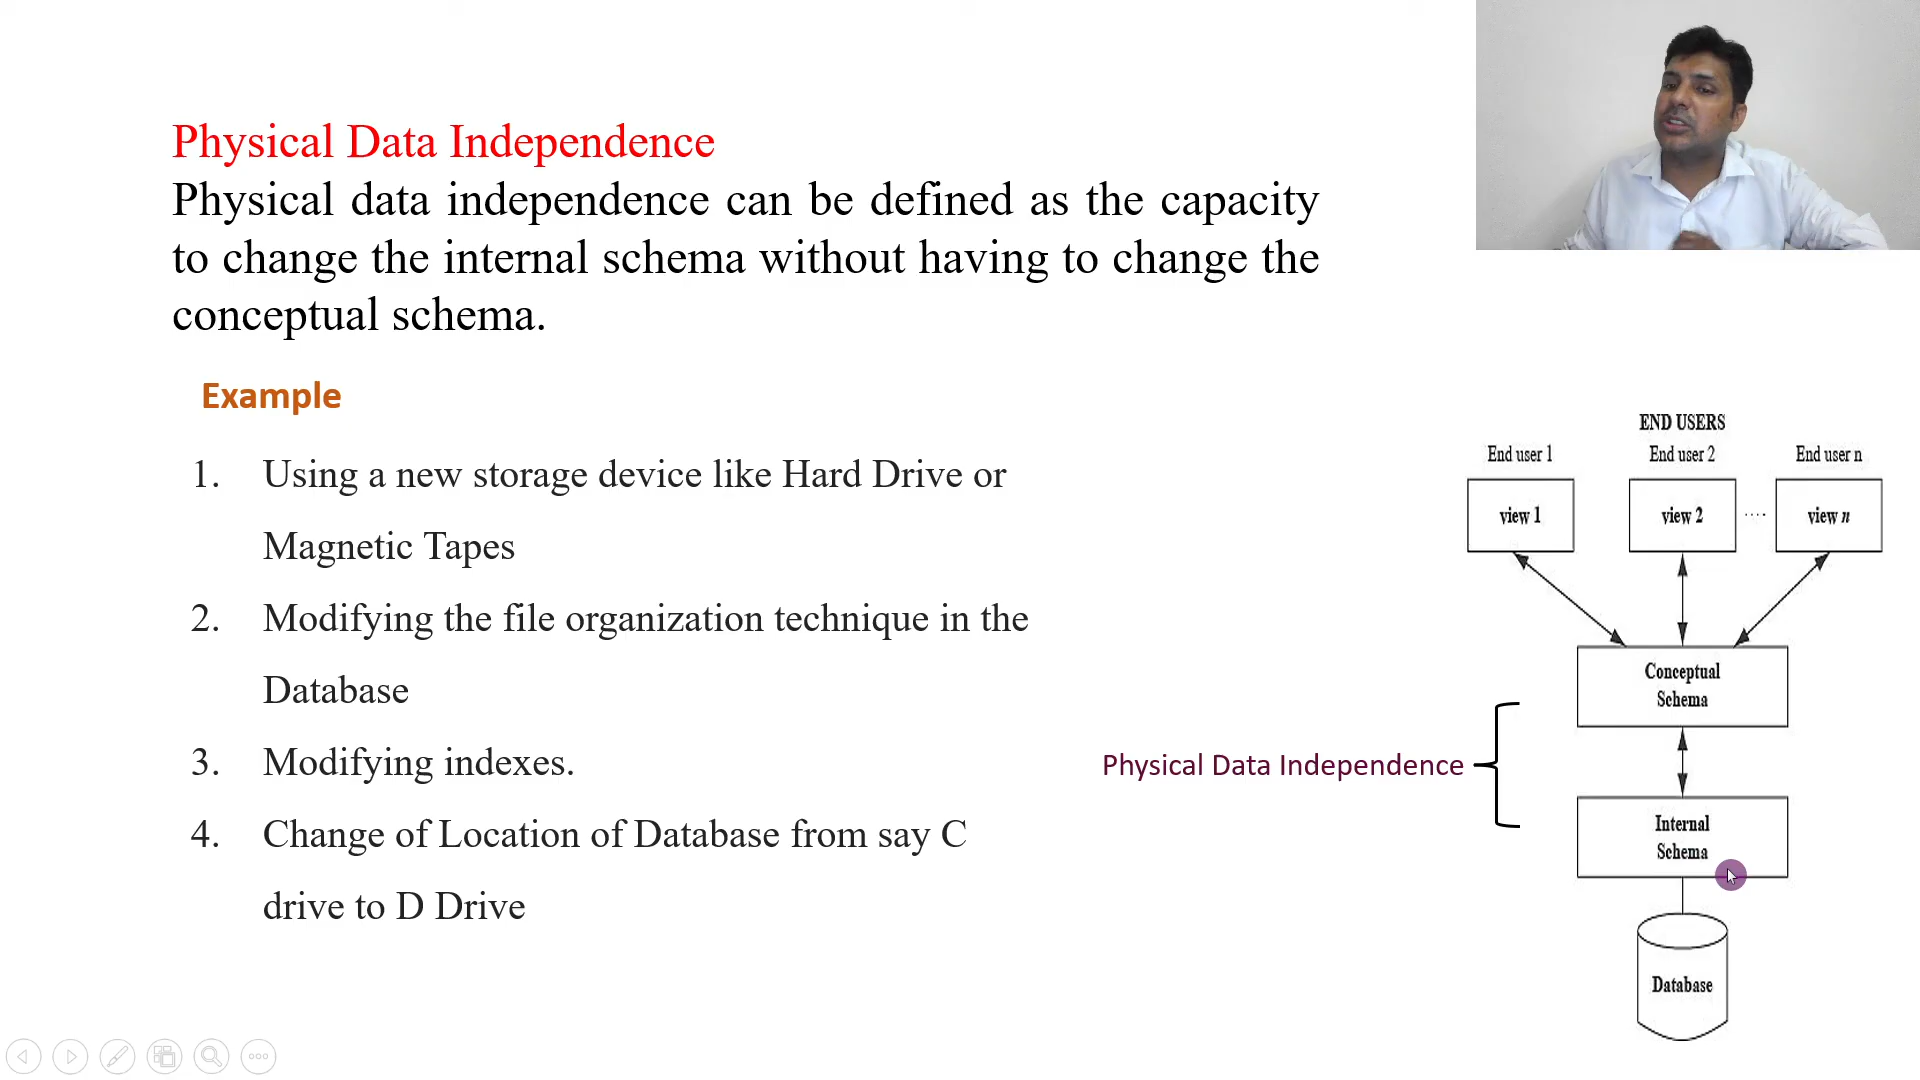 Physical Data Independence
Physical data independence can be defined as the capacity
to change the internal schema without having to change the
conceptual schema.
Example
1. Using a new storage device like Hard Drive or
Magnetic Tapes
2. Modifying the file organization technique in the
Database
3. Modifying indexes.
4. Change of Location of Database from say C
drive to D Drive
END USERS
End user 1 End user 2 End user n
view 1 view 2 .... view n
Conceptual
Schema
Physical Data Independence
Internal
Schema
Database